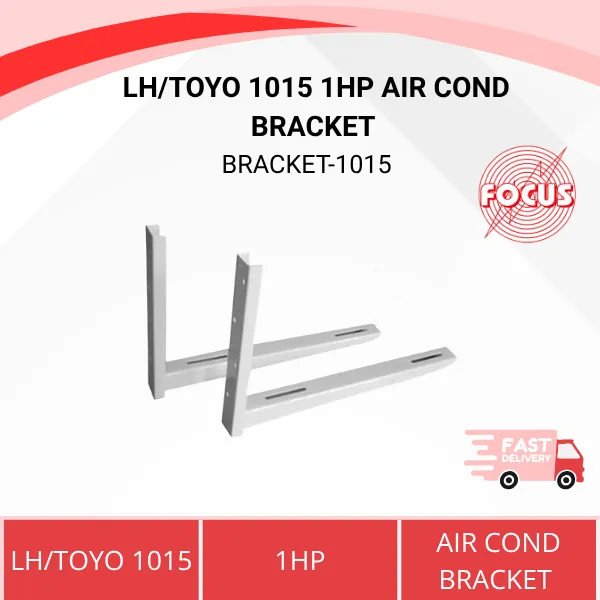 LH/TOYO 1015 1HP AIR COND
BRACKET
BRACKET-1015
FOCUS
FAST
DELIVERY
LH/TOYO 1015
1HP
AIR COND
BRACKET